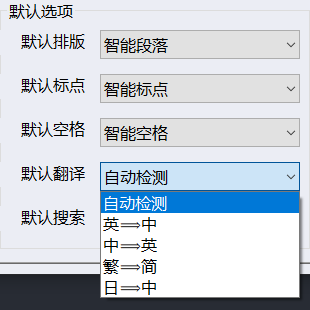 默认选项
默认排版 智能段落
默认标点 智能标点
默认空格 智能空格
默认翻译 自动检测
自动检测
英⟹中
默认搜索
中⟹英
繁⟹简
日⟹中